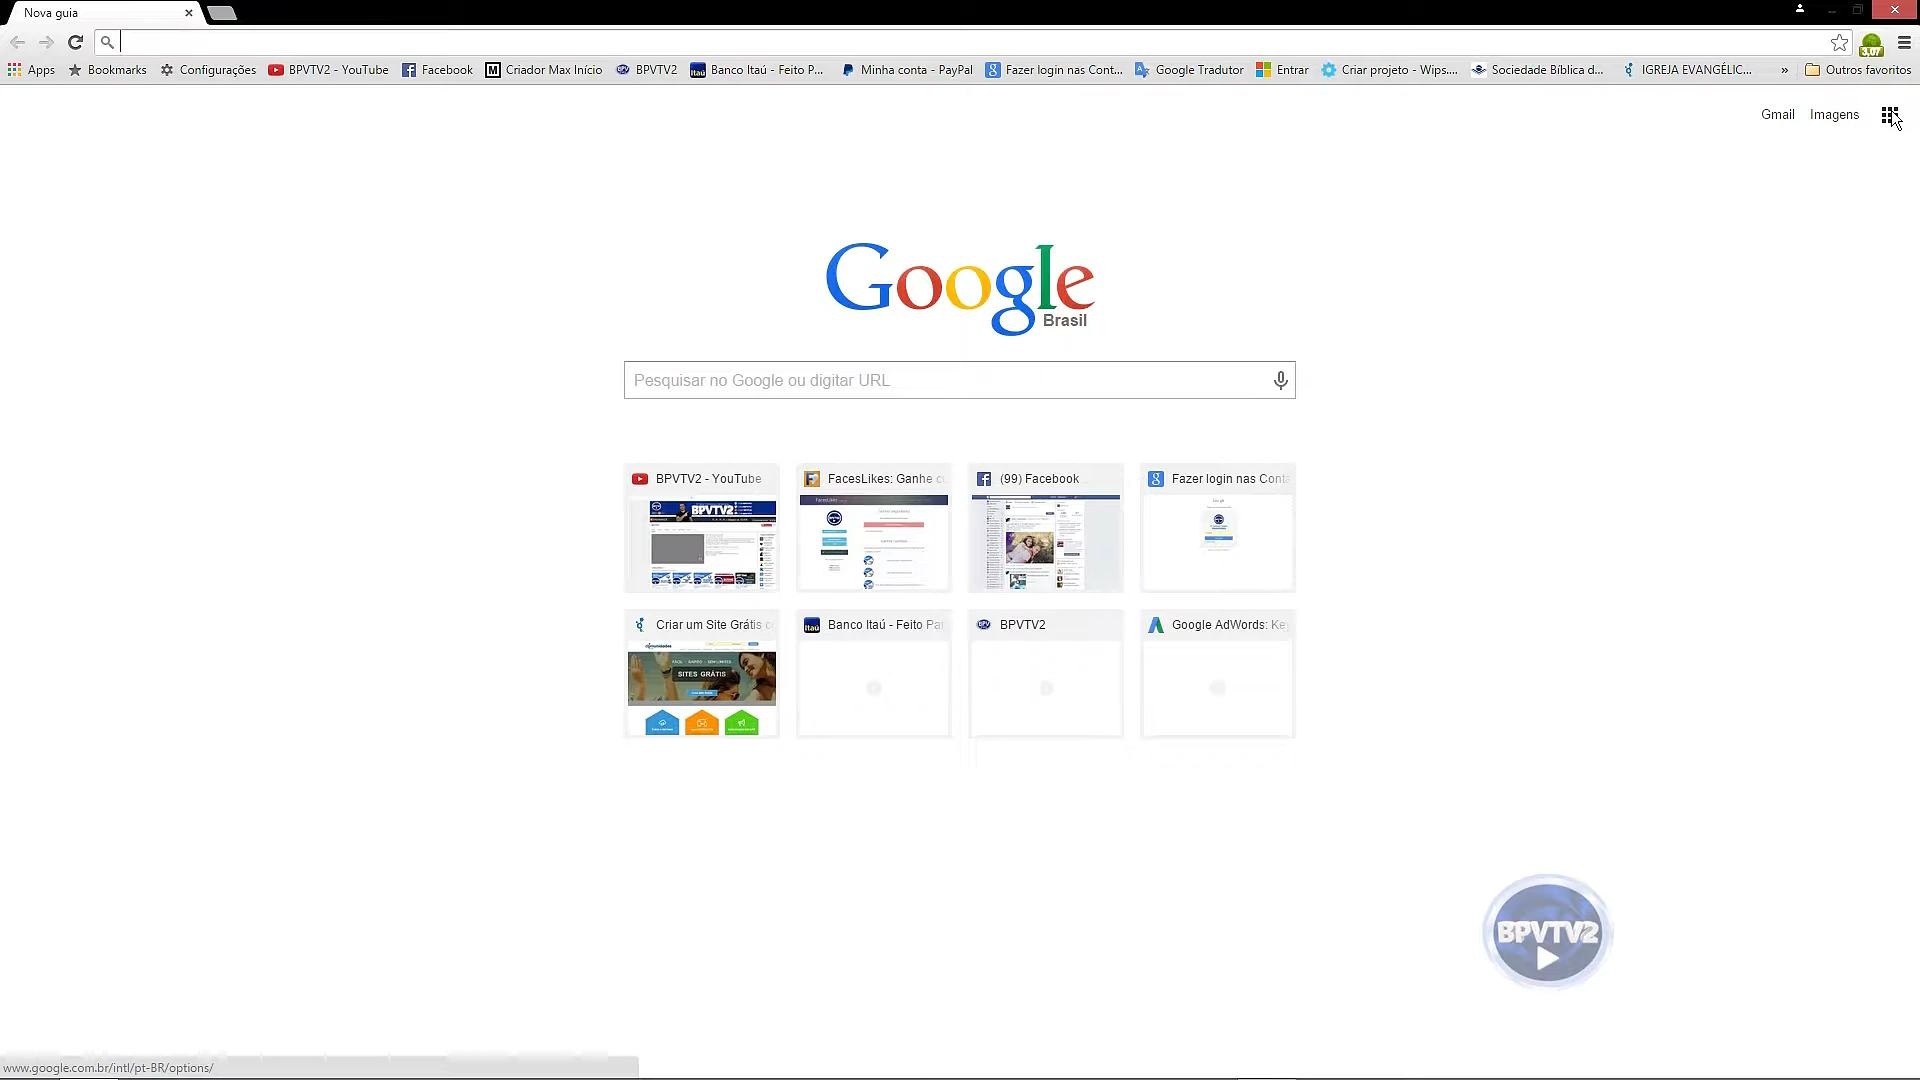 Nova guia
Apps Bookmarks Configurações BPVTV2 - YouTube Facebook Criador Max Início BPVTV2 Banco Itaú - Feito P... Minha conta - PayPal Fazer login nas Cont... Google Tradutor Entrar Criar projeto - Wips.... Sociedade Bíblica d... IGREJA EVANGÉLIC... » Outros favoritos
Gmail Imagens
Google
Brasil
Pesquisar no Google ou digitar URL
BPVTV2 - YouTube FacesLikes: Ganhe (99) Facebook Fazer login nas Conta
BPVTV2
Criar um Site Grátis Banco Itaú - Feito Par BPVTV2 Google AdWords: Key
SITES GRÁTIS
BPVTV2
www.google.com.br/intl/pt-BR/options/